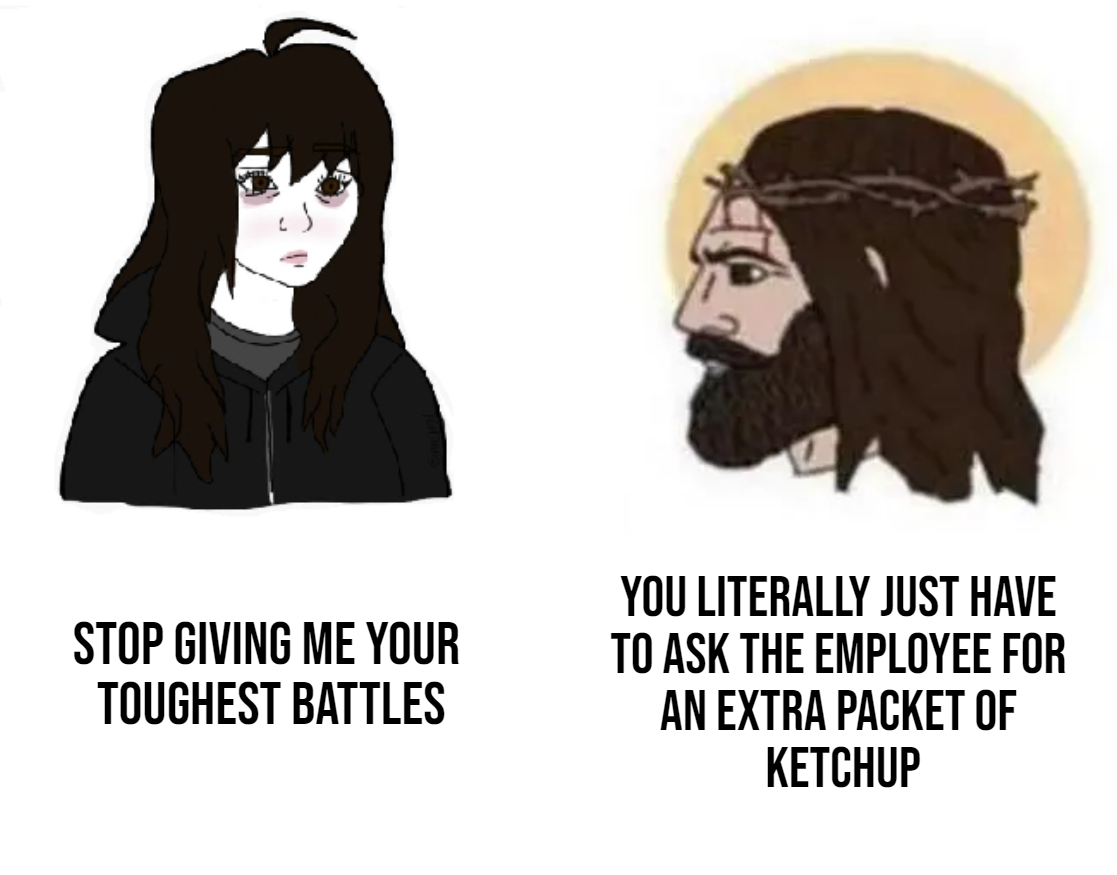 STOP GIVING ME YOUR
TOUGHEST BATTLES
YOU LITERALLY JUST HAVE
TO ASK THE EMPLOYEE FOR
AN EXTRA PACKET OF
KETCHUP